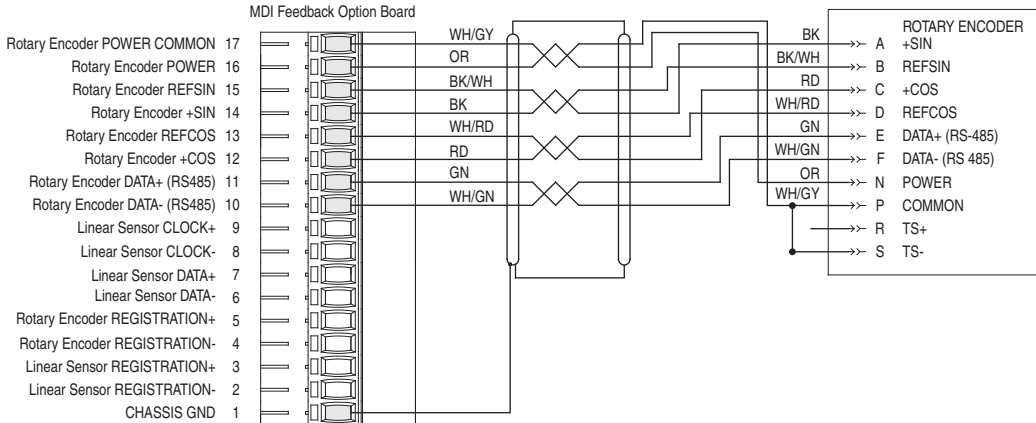 MDI Feedback Option Board
Rotary Encoder POWER COMMON 17
Rotary Encoder POWER 16
Rotary Encoder REFSIN 15
Rotary Encoder +SIN 14
Rotary Encoder REFCOS 13
Rotary Encoder +COS 12
Rotary Encoder DATA+ (RS485) 11
Rotary Encoder DATA- (RS485) 10
Linear Sensor CLOCK+ 9
Linear Sensor CLOCK- 8
Linear Sensor DATA+ 7
Linear Sensor DATA- 6
Rotary Encoder REGISTRATION+ 5
Rotary Encoder REGISTRATION- 4
Linear Sensor REGISTRATION+ 3
Linear Sensor REGISTRATION- 2
CHASSIS GND 1
WH/GY
OR
BK/WH
BK
WH/RD
RD
GN
WH/GN
BK
BK/WH
RD
WH/RD
GN
WH/GN
OR
WH/GY
ROTARY ENCODER
A +SIN
B REFSIN
C +COS
D REFCOS
E DATA+ (RS-485)
F DATA- (RS 485)
N POWER
P COMMON
R TS+
S TS-